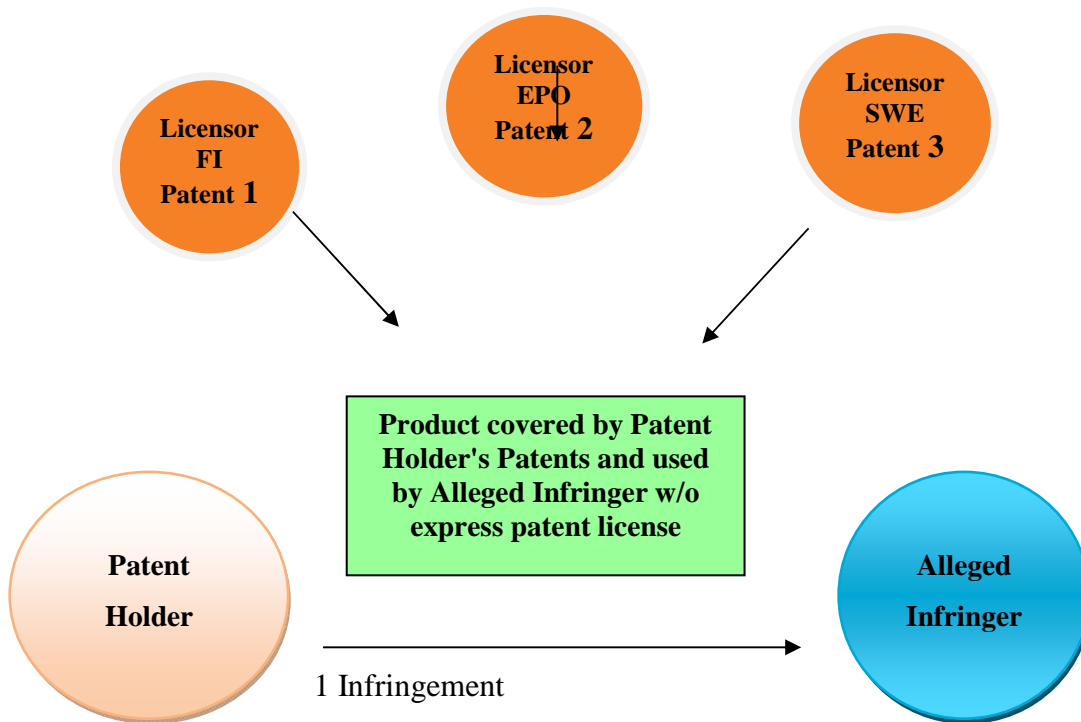 Licensor
FI
Patent 1
Licensor
EPO
Patent 2
Licensor
SWE
Patent 3
Product covered by Patent
Holder's Patents and used
by Alleged Infringer w/o
express patent license
Patent
Holder
Alleged
Infringer
1 Infringement